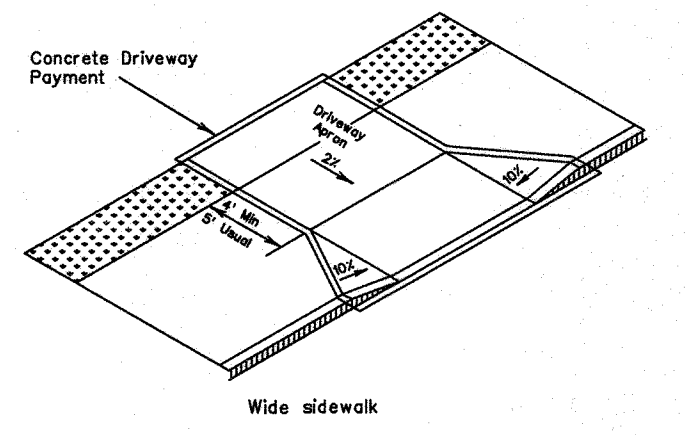 Concrete Driveway
Payment
Driveway
Apron
2%
10%
4' Min
5' Usual
10%
Wide sidewalk